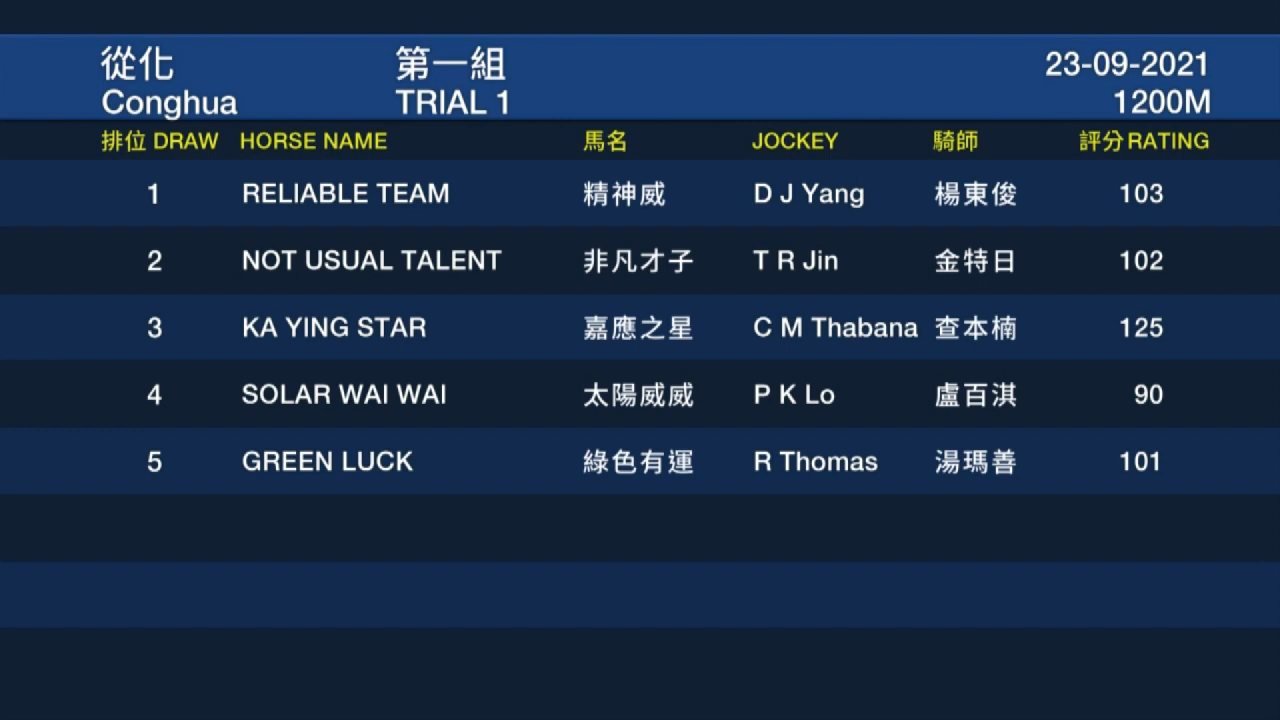 從化 第一組 23-09-2021
Conghua TRIAL 1 1200M
排位 DRAW HORSE NAME 馬名 JOCKEY 騎師 評分 RATING
1 RELIABLE TEAM 精神威 D J Yang 楊東俊 103
2 NOT USUAL TALENT 非凡才子 T R Jin 金特日 102
3 KA YING STAR 嘉應之星 C M Thabana 查本楠 125
4 SOLAR WAI WAI 太陽威威 P K Lo 盧百淇 90
5 GREEN LUCK 綠色有運 R Thomas 湯瑪善 101